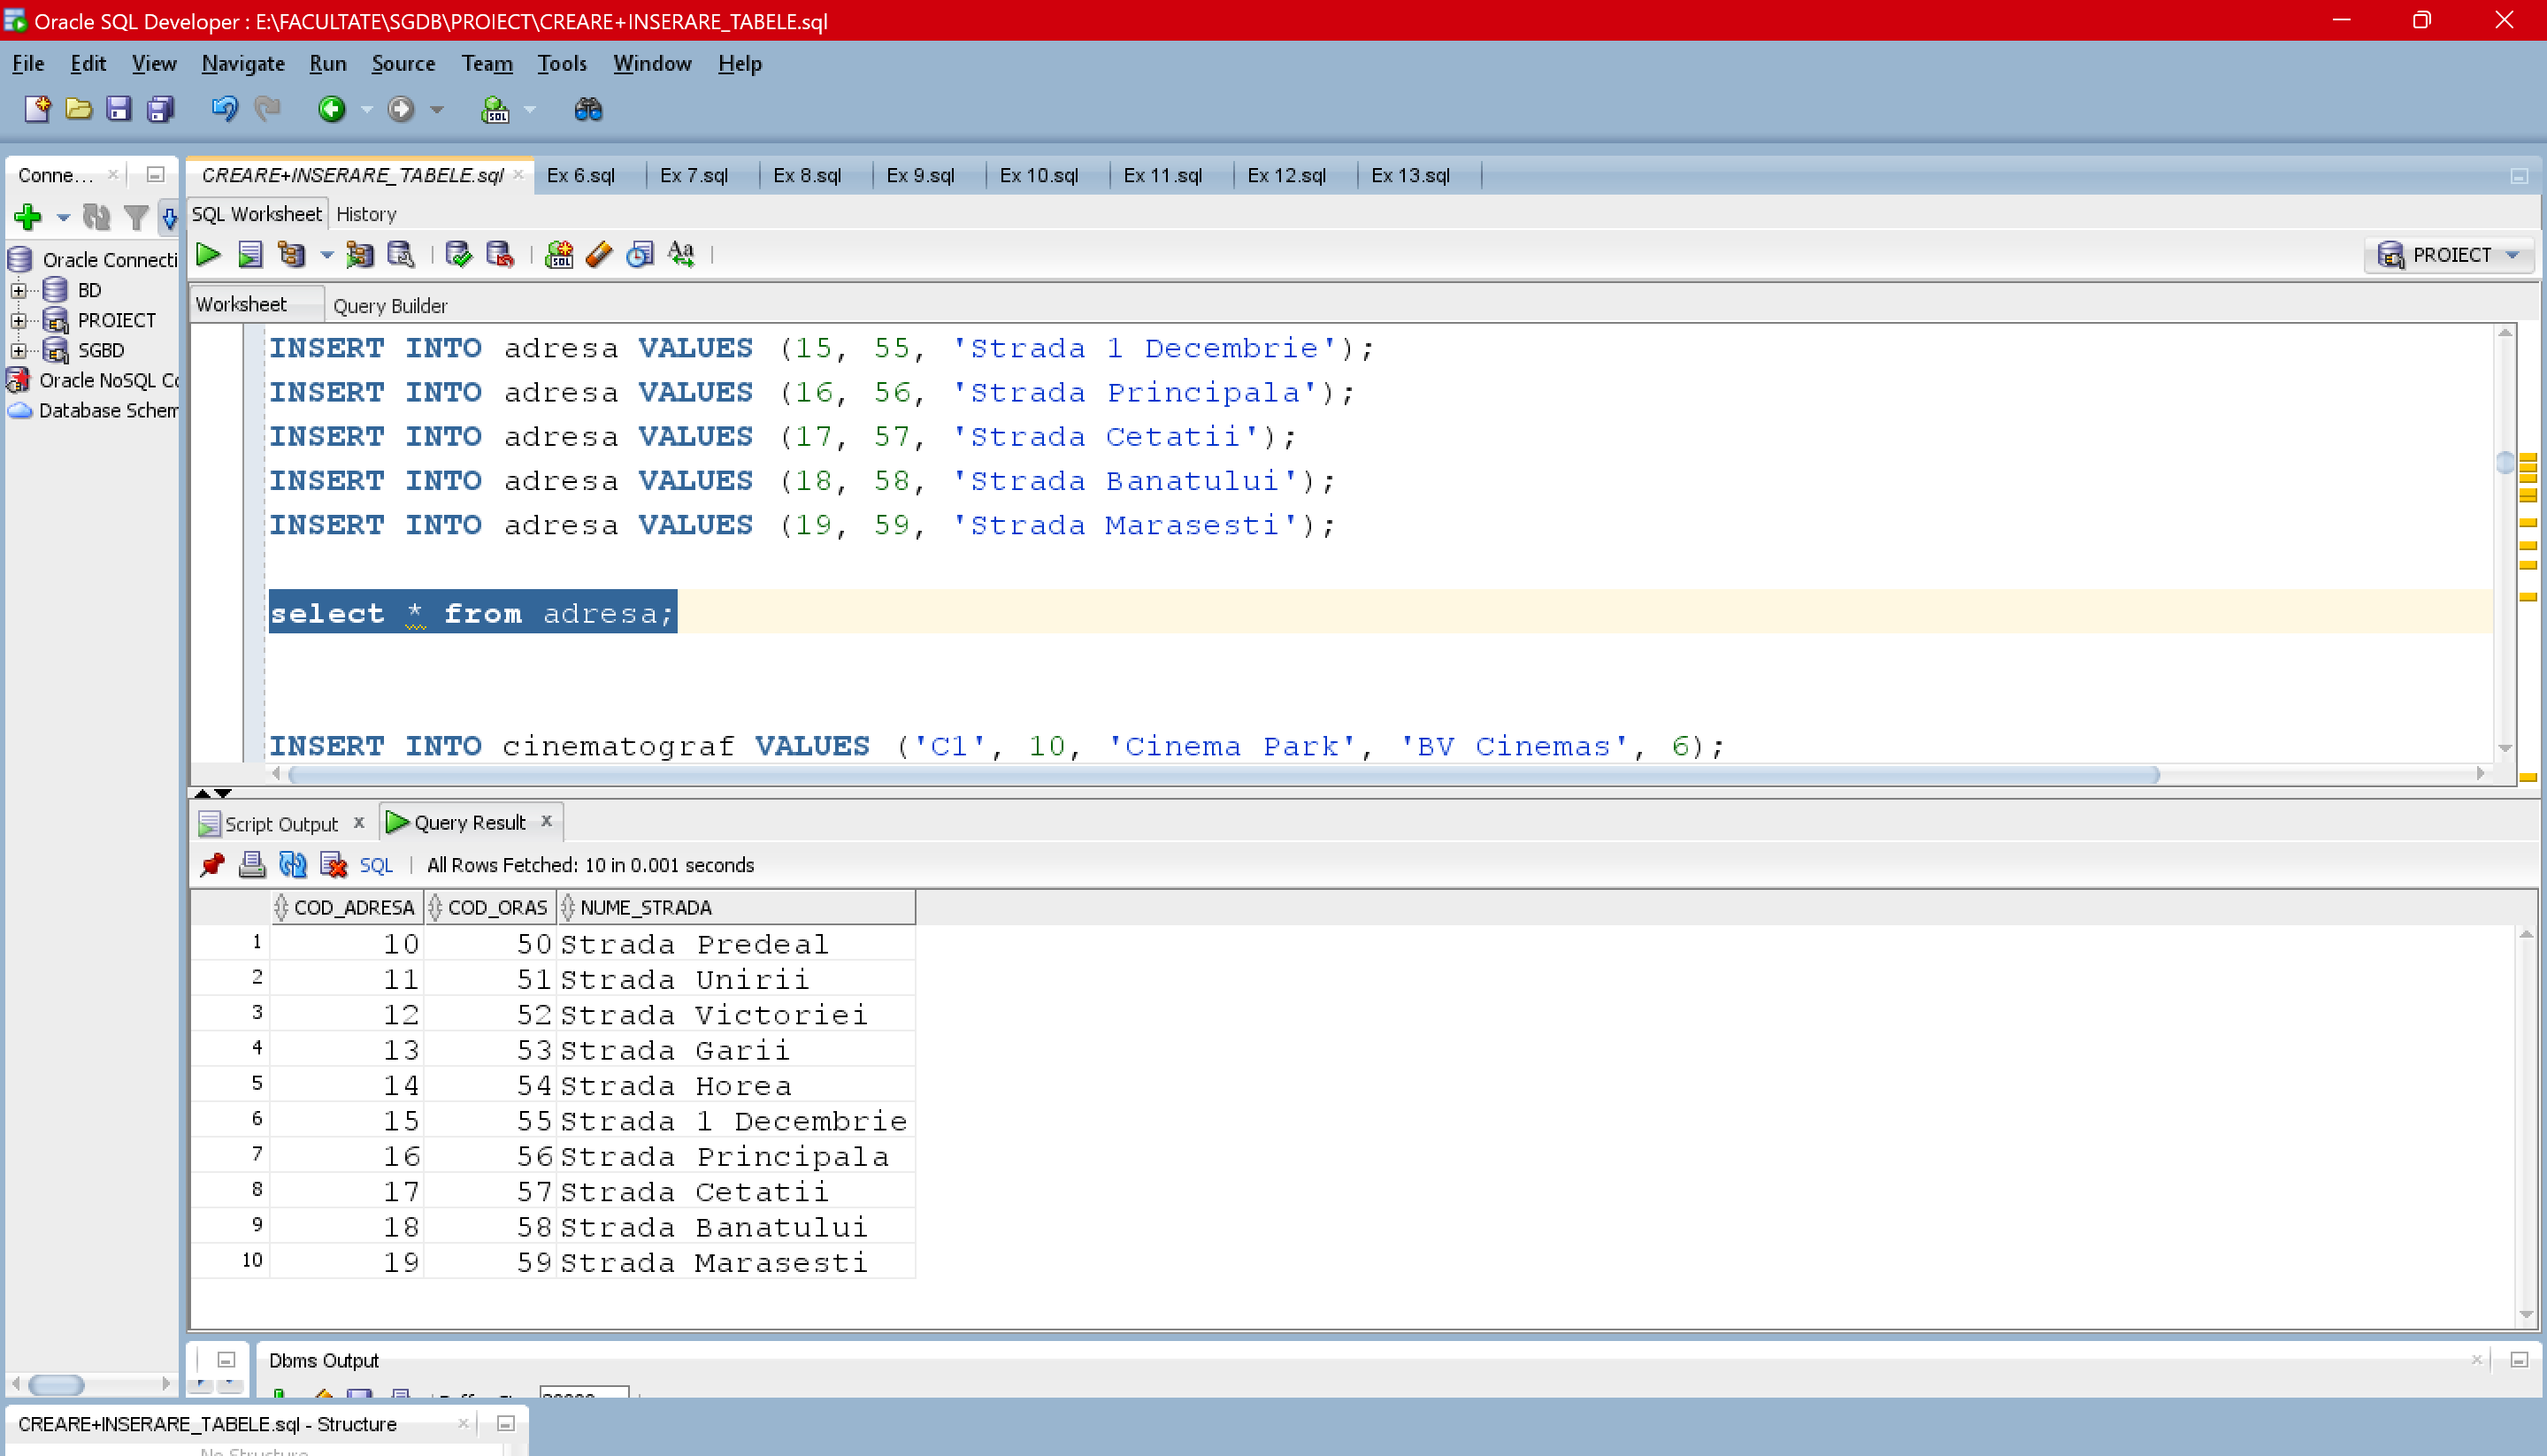 Oracle SQL Developer : E:\FACULTATE\SGDB\PROIECT\CREARE+INSERARE_TABELE.sql
File Edit View Navigate Run Source Team Tools Window Help
Conne...
CREARE+INSERARE_TABELE.sql Ex 6.sql Ex 7.sql Ex 8.sql Ex 9.sql Ex 10.sql Ex 11.sql Ex 12.sql Ex 13.sql
SQL Worksheet History
PROIECT
Oracle Connecti
BD
PROIECT
SGBD
Oracle NoSQL Co
Database Schem
Worksheet Query Builder
INSERT INTO adresa VALUES (15, 55, 'Strada 1 Decembrie');
INSERT INTO adresa VALUES (16, 56, 'Strada Principala');
INSERT INTO adresa VALUES (17, 57, 'Strada Cetatii');
INSERT INTO adresa VALUES (18, 58, 'Strada Banatului');
INSERT INTO adresa VALUES (19, 59, 'Strada Marasesti');
select * from adresa;
INSERT INTO cinematograf VALUES ('C1', 10, 'Cinema Park', 'BV Cinemas', 6);
Script Output x Query Result x
SQL | All Rows Fetched: 10 in 0.001 seconds
COD_ADRESA COD_ORAS NUME_STRADA
1 10 50 Strada Predeal
2 11 51 Strada Unirii
3 12 52 Strada Victoriei
4 13 53 Strada Garii
5 14 54 Strada Horea
6 15 55 Strada 1 Decembrie
7 16 56 Strada Principala
8 17 57 Strada Cetatii
9 18 58 Strada Banatului
10 19 59 Strada Marasesti
Dbms Output
CREARE+INSERARE_TABELE.sql - Structure